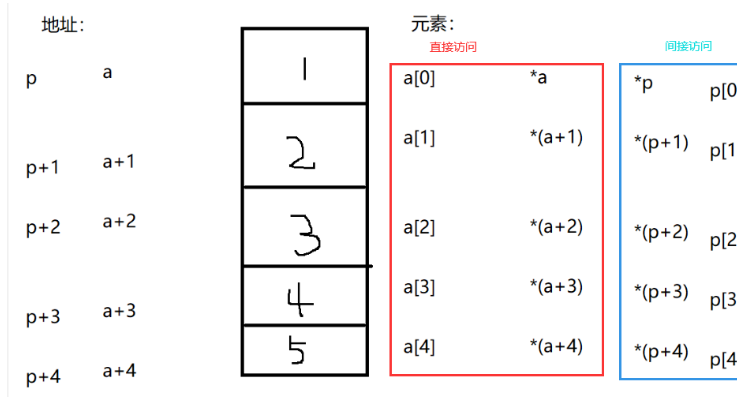 地址: 元素:
直接访问 间接访问
p a 1 a[0] *a *p p[0
p+1 a+1 2 a[1] *(a+1) *(p+1) p[1
p+2 a+2 3 a[2] *(a+2) *(p+2) p[2
p+3 a+3 4 a[3] *(a+3) *(p+3) p[3
p+4 a+4 5 a[4] *(a+4) *(p+4) p[4